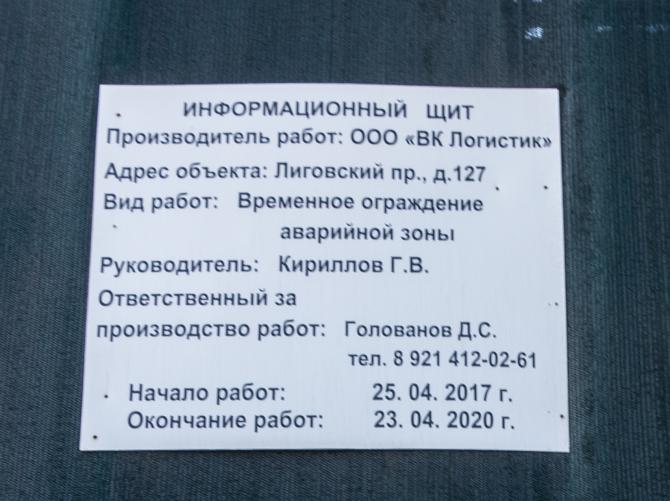 ИНФОРМАЦИОННЫЙ ЩИТ
Производитель работ: ООО «ВК Логистик»
Адрес объекта: Лиговский пр., д.127
Вид работ: Временное ограждение
аварийной зоны
Руководитель: Кириллов Г.В.
Ответственный за
производство работ: Голованов Д.С.
тел. 8 921 412-02-61
Начало работ: 25. 04. 2017 г.
Окончание работ: 23. 04. 2020 г.